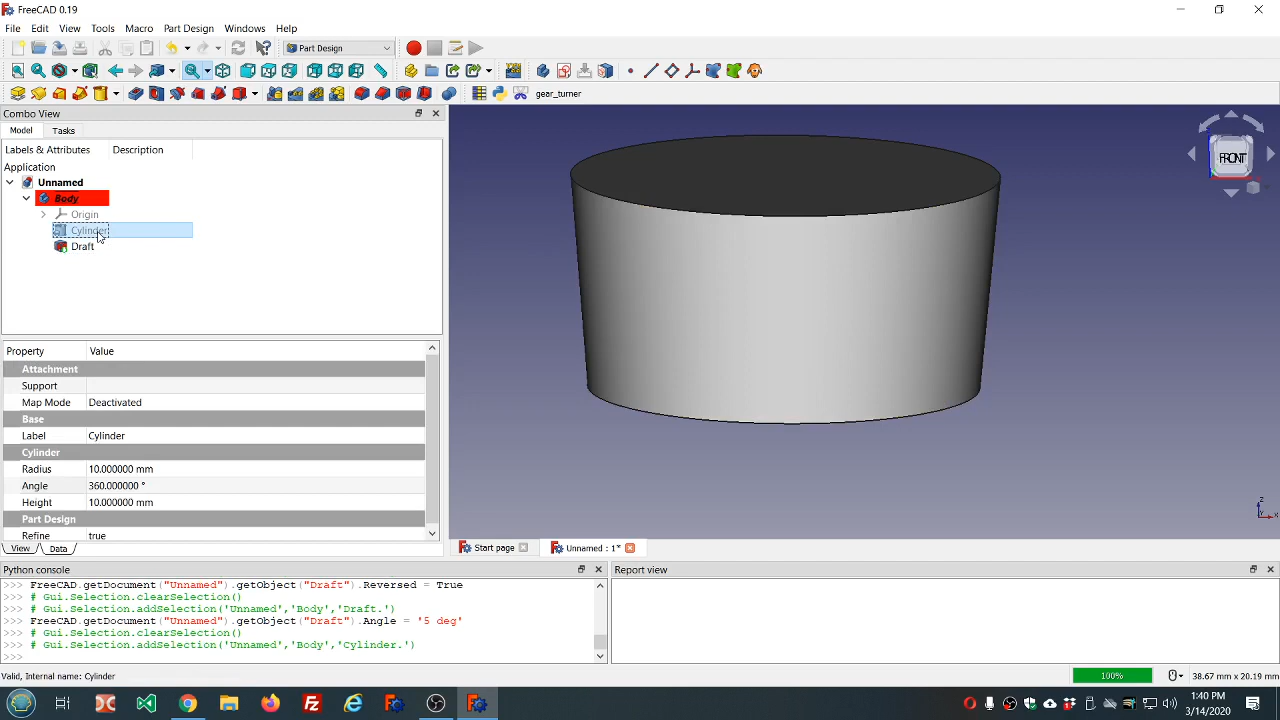 FreeCAD 0.19
File Edit View Tools Macro Part Design Windows Help
Part Design
gear_turner
Combo View
Model Tasks
Labels & Attributes Description
Application
Unnamed
Body
Origin
Cylinder
Draft
FRONT
Property Value
Attachment
Support
Map Mode Deactivated
Base
Label Cylinder
Cylinder
Radius 10.000000 mm
Angle 360.000000 °
Height 10.000000 mm
Part Design
Refine true
View Data
Start page Unnamed : 1*
Python console
>>> FreeCAD.getDocument("Unnamed").getObject("Draft").Reversed = True
>>> # Gui.Selection.clearSelection()
>>> # Gui.Selection.addSelection('Unnamed','Body','Draft.')
>>> FreeCAD.getDocument("Unnamed").getObject("Draft").Angle = '5 deg'
>>> # Gui.Selection.clearSelection()
>>> # Gui.Selection.addSelection('Unnamed','Body','Cylinder.')
>>>
Report view
Valid, Internal name: Cylinder
100%
38.67 mm x 20.19 mm
1:40 PM
3/14/2020